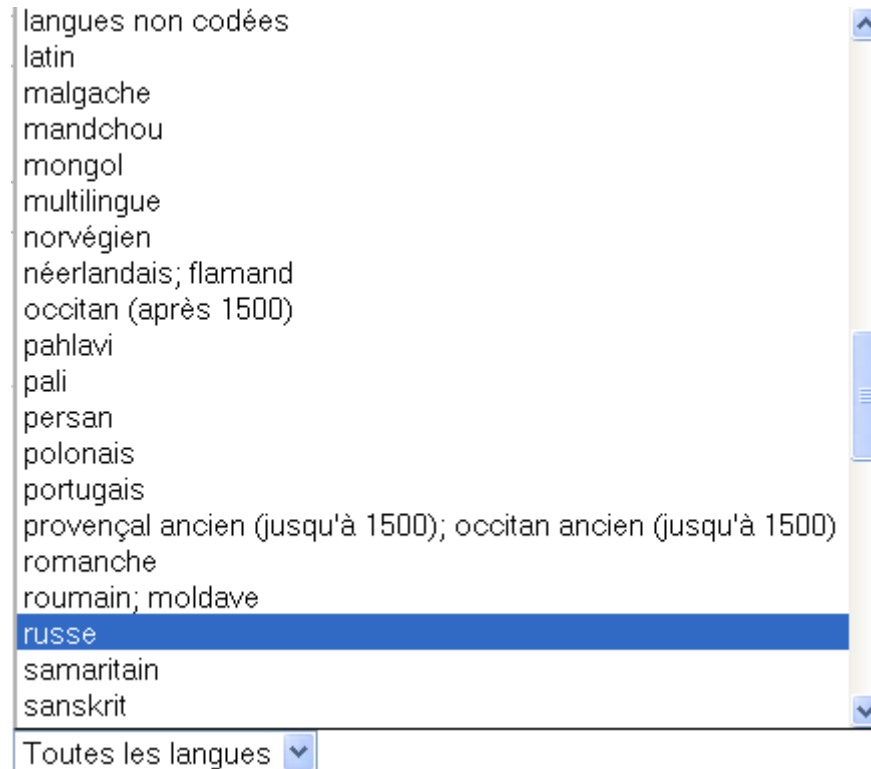 langues non codées
latin
malgache
mandchou
mongol
multilingue
norvégien
néerlandais; flamand
occitan (après 1500)
pahlavi
pali
persan
polonais
portugais
provençal ancien (jusqu'à 1500); occitan ancien (jusqu'à 1500)
romanche
roumain; moldave
russe
samaritain
sanskrit
Toutes les langues